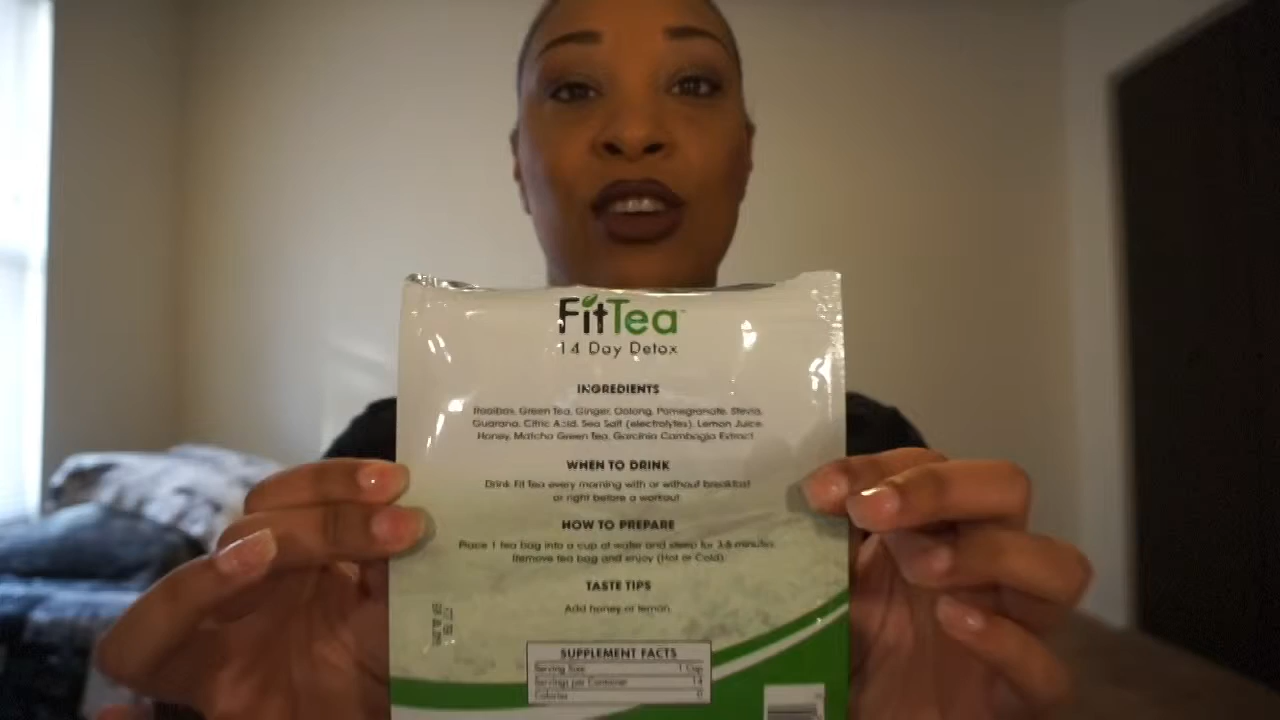 FitTea
14 Day Detox
INGREDIENTS
Rooibos, Green Tea, Ginger, Oolong, Pomegranate, Stevia,
Guarana, Citric Acid, Sea Salt (electrolytes), Lemon Juice,
Honey, Matcha Green Tea, Garcinia Cambogia Extract
WHEN TO DRINK
Drink Fit Tea every morning with or without breakfast
or right before a workout.
HOW TO PREPARE
Place 1 tea bag into a cup of water and steep for 3-5 minutes.
Remove tea bag and enjoy (Hot or Cold).
TASTE TIPS
Add honey or lemon.
SUPPLEMENT FACTS
Serving Size 1 Cup
Servings per Container 14
Calories 0